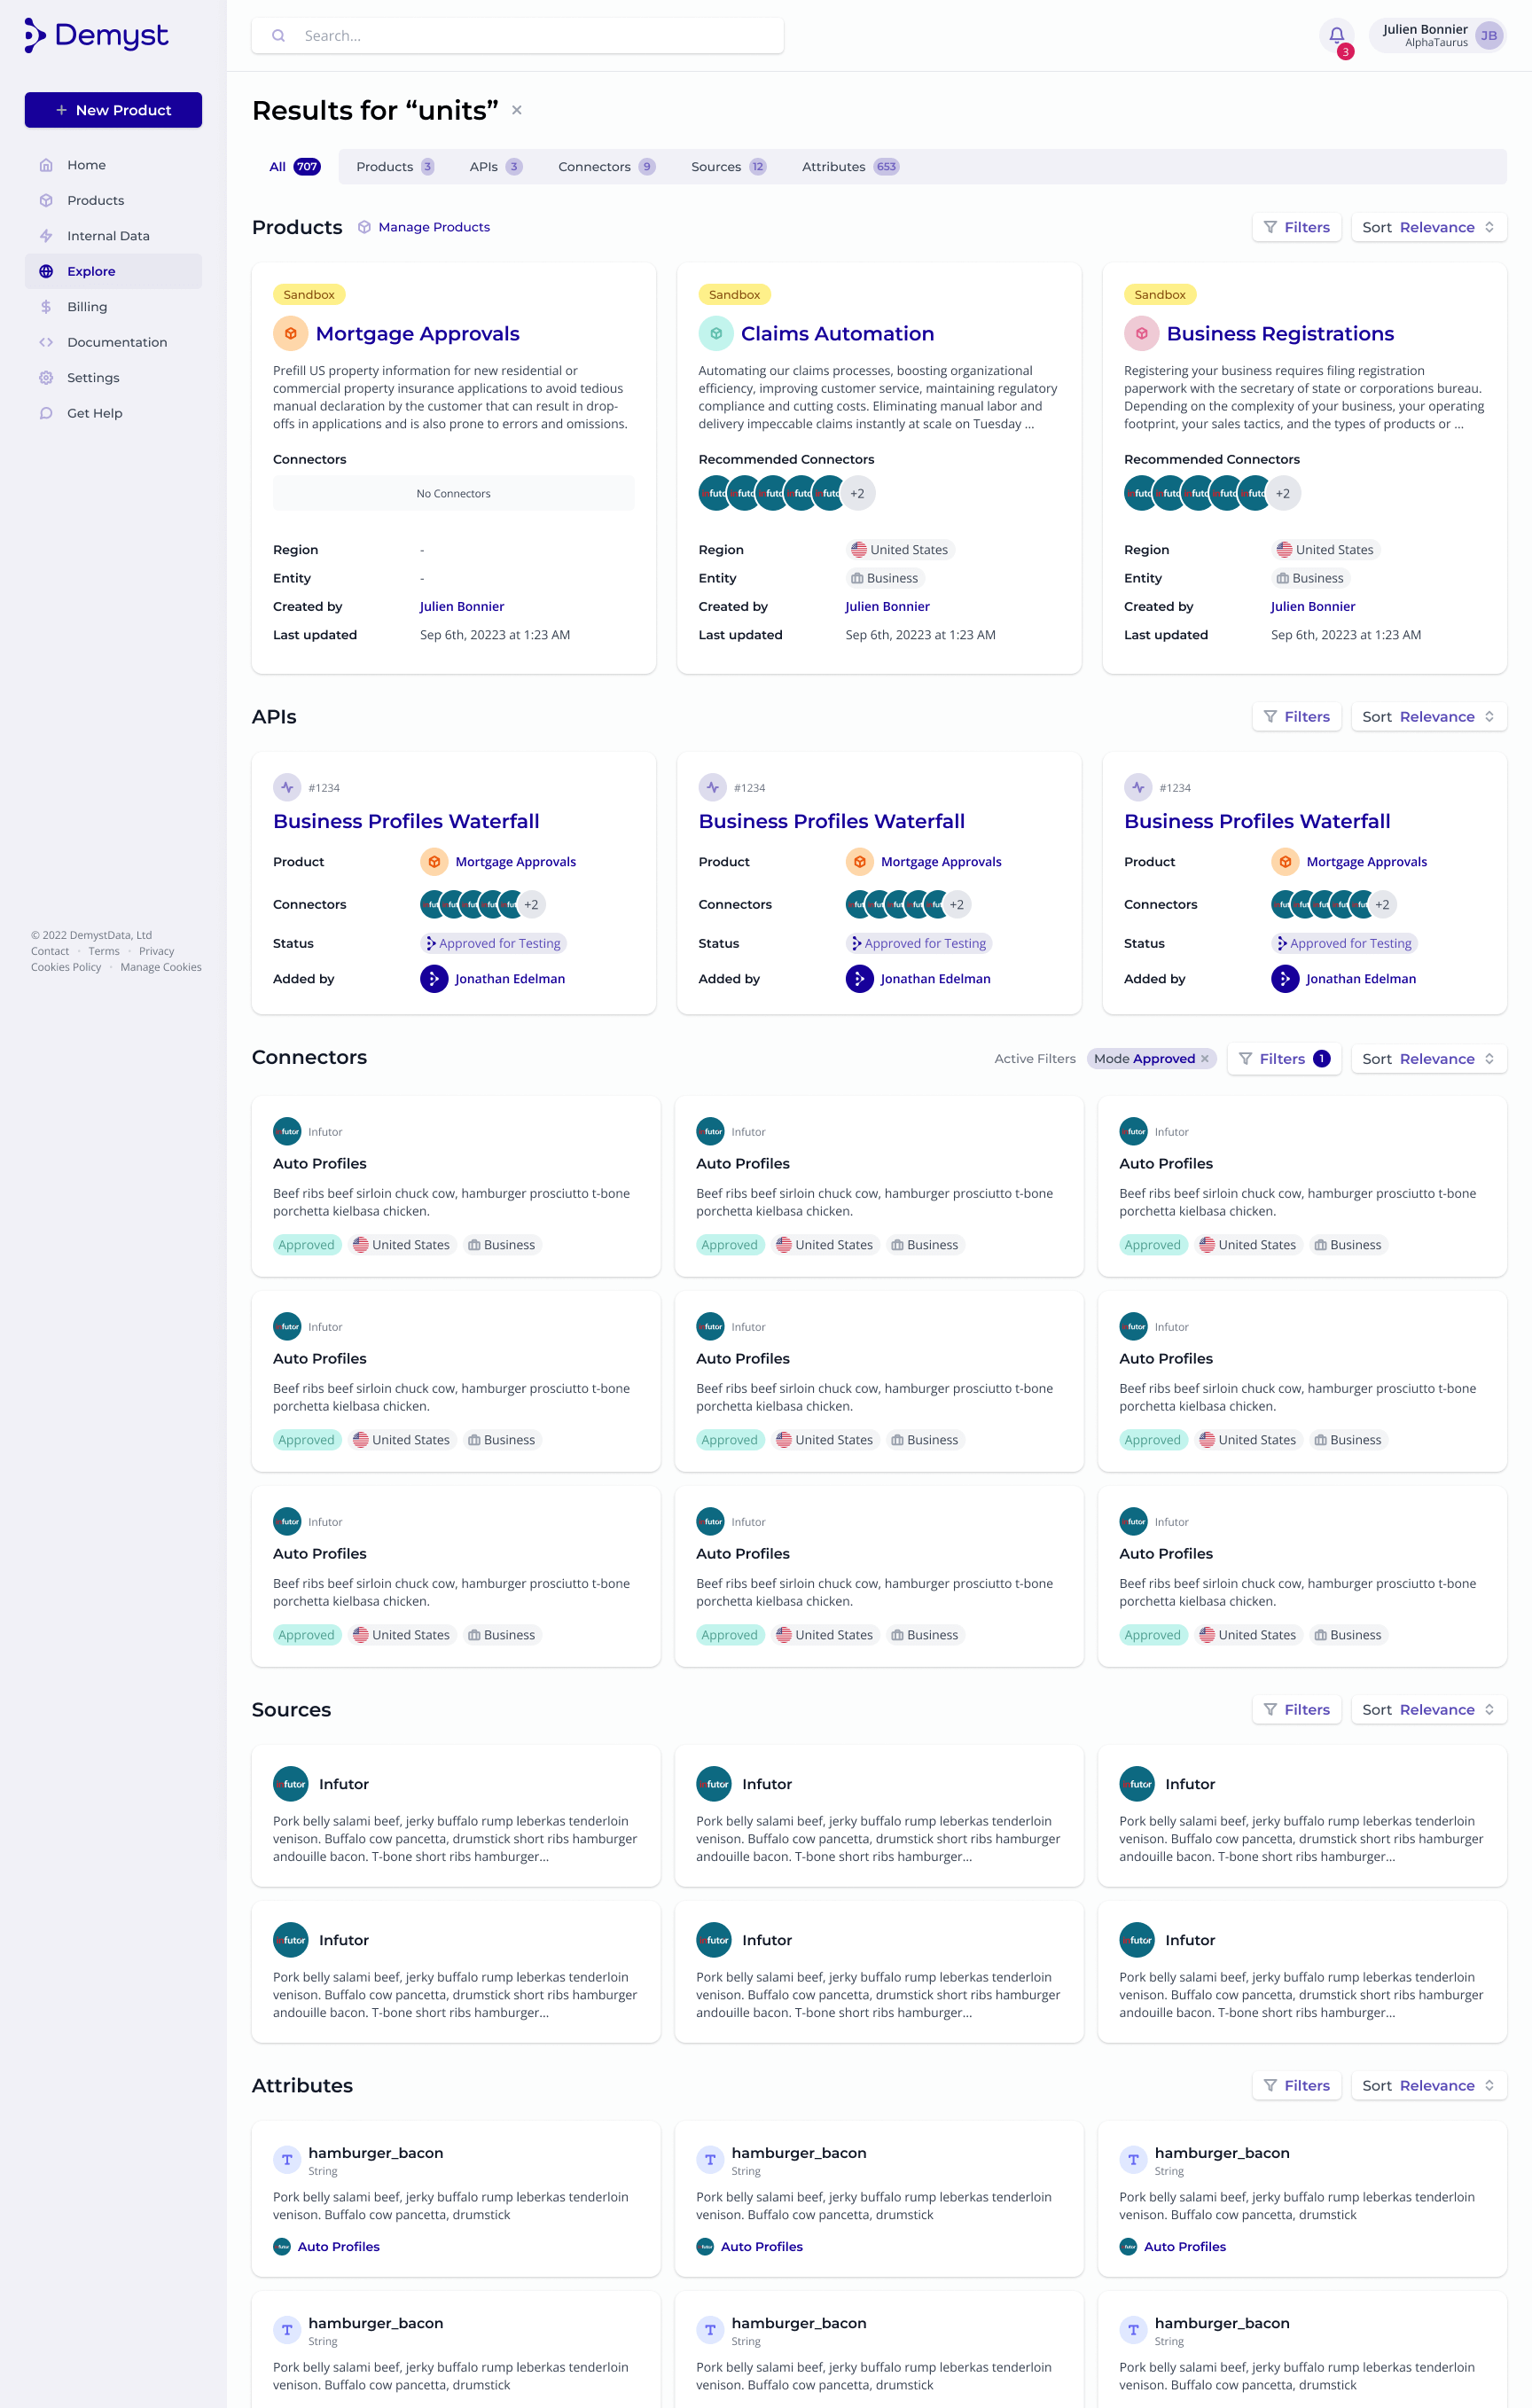 Demyst
Search...
3
Julien Bonnier
AlphaTaurus
JB
+ New Product
Home
Products
Internal Data
Explore
Billing
Documentation
Settings
Get Help
© 2022 DemystData, Ltd
Contact · Terms · Privacy
Cookies Policy · Manage Cookies
Results for “units” ×
All 707 Products 3 APIs 3 Connectors 9 Sources 12 Attributes 653
Products Manage Products Filters Sort Relevance
Sandbox
Mortgage Approvals
Prefill US property information for new residential or
commercial property insurance applications to avoid tedious
manual declaration by the customer that can result in drop-
offs in applications and is also prone to errors and omissions.
Connectors
No Connectors
Region -
Entity -
Created by Julien Bonnier
Last updated Sep 6th, 20223 at 1:23 AM
Sandbox
Claims Automation
Automating our claims processes, boosting organizational
efficiency, improving customer service, maintaining regulatory
compliance and cutting costs. Eliminating manual labor and
delivery impeccable claims instantly at scale on Tuesday ...
Recommended Connectors
+2
Region United States
Entity Business
Created by Julien Bonnier
Last updated Sep 6th, 20223 at 1:23 AM
Sandbox
Business Registrations
Registering your business requires filing registration
paperwork with the secretary of state or corporations bureau.
Depending on the complexity of your business, your operating
footprint, your sales tactics, and the types of products or ...
Recommended Connectors
+2
Region United States
Entity Business
Created by Julien Bonnier
Last updated Sep 6th, 20223 at 1:23 AM
APIs Filters Sort Relevance
#1234
Business Profiles Waterfall
Product Mortgage Approvals
Connectors +2
Status Approved for Testing
Added by Jonathan Edelman
#1234
Business Profiles Waterfall
Product Mortgage Approvals
Connectors +2
Status Approved for Testing
Added by Jonathan Edelman
#1234
Business Profiles Waterfall
Product Mortgage Approvals
Connectors +2
Status Approved for Testing
Added by Jonathan Edelman
Connectors Active Filters Mode Approved × Filters 1 Sort Relevance
Infutor
Auto Profiles
Beef ribs beef sirloin chuck cow, hamburger prosciutto t-bone
porchetta kielbasa chicken.
Approved United States Business
Infutor
Auto Profiles
Beef ribs beef sirloin chuck cow, hamburger prosciutto t-bone
porchetta kielbasa chicken.
Approved United States Business
Infutor
Auto Profiles
Beef ribs beef sirloin chuck cow, hamburger prosciutto t-bone
porchetta kielbasa chicken.
Approved United States Business
Infutor
Auto Profiles
Beef ribs beef sirloin chuck cow, hamburger prosciutto t-bone
porchetta kielbasa chicken.
Approved United States Business
Infutor
Auto Profiles
Beef ribs beef sirloin chuck cow, hamburger prosciutto t-bone
porchetta kielbasa chicken.
Approved United States Business
Infutor
Auto Profiles
Beef ribs beef sirloin chuck cow, hamburger prosciutto t-bone
porchetta kielbasa chicken.
Approved United States Business
Infutor
Auto Profiles
Beef ribs beef sirloin chuck cow, hamburger prosciutto t-bone
porchetta kielbasa chicken.
Approved United States Business
Infutor
Auto Profiles
Beef ribs beef sirloin chuck cow, hamburger prosciutto t-bone
porchetta kielbasa chicken.
Approved United States Business
Infutor
Auto Profiles
Beef ribs beef sirloin chuck cow, hamburger prosciutto t-bone
porchetta kielbasa chicken.
Approved United States Business
Sources Filters Sort Relevance
Infutor
Pork belly salami beef, jerky buffalo rump leberkas tenderloin
venison. Buffalo cow pancetta, drumstick short ribs hamburger
andouille bacon. T-bone short ribs hamburger...
Infutor
Pork belly salami beef, jerky buffalo rump leberkas tenderloin
venison. Buffalo cow pancetta, drumstick short ribs hamburger
andouille bacon. T-bone short ribs hamburger...
Infutor
Pork belly salami beef, jerky buffalo rump leberkas tenderloin
venison. Buffalo cow pancetta, drumstick short ribs hamburger
andouille bacon. T-bone short ribs hamburger...
Infutor
Pork belly salami beef, jerky buffalo rump leberkas tenderloin
venison. Buffalo cow pancetta, drumstick short ribs hamburger
andouille bacon. T-bone short ribs hamburger...
Infutor
Pork belly salami beef, jerky buffalo rump leberkas tenderloin
venison. Buffalo cow pancetta, drumstick short ribs hamburger
andouille bacon. T-bone short ribs hamburger...
Infutor
Pork belly salami beef, jerky buffalo rump leberkas tenderloin
venison. Buffalo cow pancetta, drumstick short ribs hamburger
andouille bacon. T-bone short ribs hamburger...
Attributes Filters Sort Relevance
T hamburger_bacon
String
Pork belly salami beef, jerky buffalo rump leberkas tenderloin
venison. Buffalo cow pancetta, drumstick
Auto Profiles
T hamburger_bacon
String
Pork belly salami beef, jerky buffalo rump leberkas tenderloin
venison. Buffalo cow pancetta, drumstick
Auto Profiles
T hamburger_bacon
String
Pork belly salami beef, jerky buffalo rump leberkas tenderloin
venison. Buffalo cow pancetta, drumstick
Auto Profiles
T hamburger_bacon
String
Pork belly salami beef, jerky buffalo rump leberkas tenderloin
venison. Buffalo cow pancetta, drumstick
T hamburger_bacon
String
Pork belly salami beef, jerky buffalo rump leberkas tenderloin
venison. Buffalo cow pancetta, drumstick
T hamburger_bacon
String
Pork belly salami beef, jerky buffalo rump leberkas tenderloin
venison. Buffalo cow pancetta, drumstick